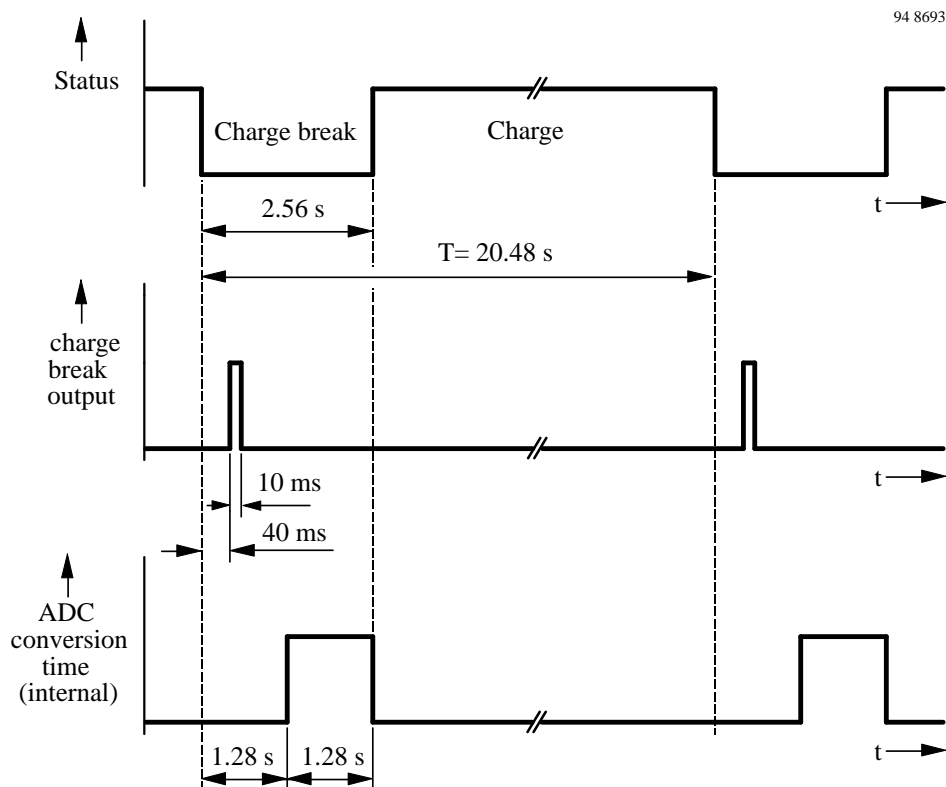 94 8693
Status
Charge break
Charge
t
2.56 s
T= 20.48 s
charge
break
output
t
10 ms
40 ms
ADC
conversion
time
(internal)
t
1.28 s
1.28 s